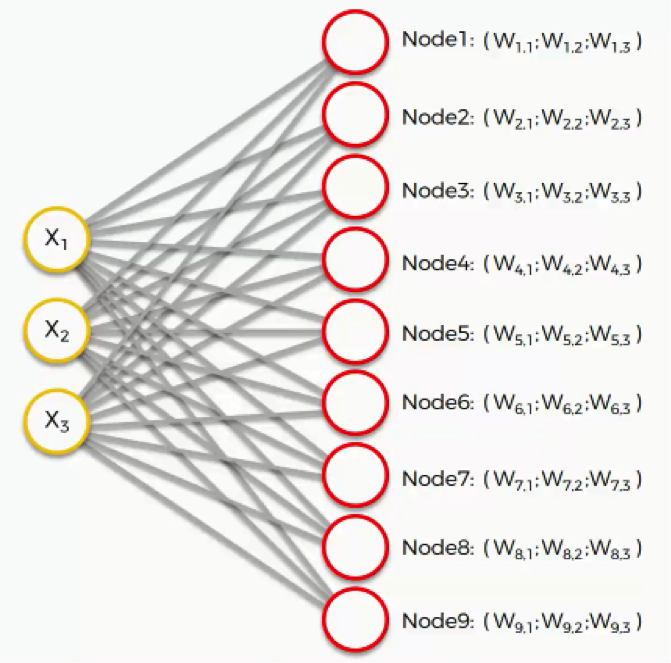 X₁
X₂
X₃
Node1: ( W₁,₁;W₁,₂;W₁,₃ )
Node2: ( W₂,₁;W₂,₂;W₂,₃ )
Node3: ( W₃,₁;W₃,₂;W₃,₃ )
Node4: ( W₄,₁;W₄,₂;W₄,₃ )
Node5: ( W₅,₁;W₅,₂;W₅,₃ )
Node6: ( W₆,₁;W₆,₂;W₆,₃ )
Node7: ( W₇,₁;W₇,₂;W₇,₃ )
Node8: ( W₈,₁;W₈,₂;W₈,₃ )
Node9: ( W₉,₁;W₉,₂;W₉,₃ )